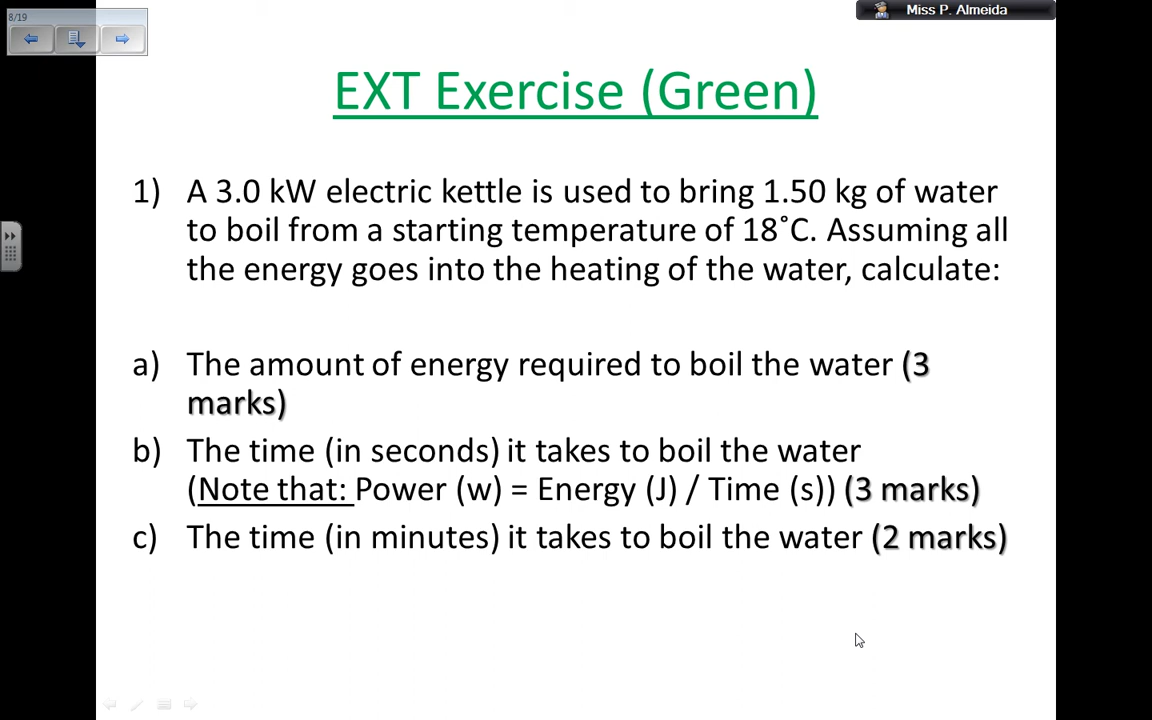 8/19
Miss P. Almeida
EXT Exercise (Green)
1) A 3.0 kW electric kettle is used to bring 1.50 kg of water
to boil from a starting temperature of 18˚C. Assuming all
the energy goes into the heating of the water, calculate:
a) The amount of energy required to boil the water (3
marks)
b) The time (in seconds) it takes to boil the water
(Note that: Power (w) = Energy (J) / Time (s)) (3 marks)
c) The time (in minutes) it takes to boil the water (2 marks)